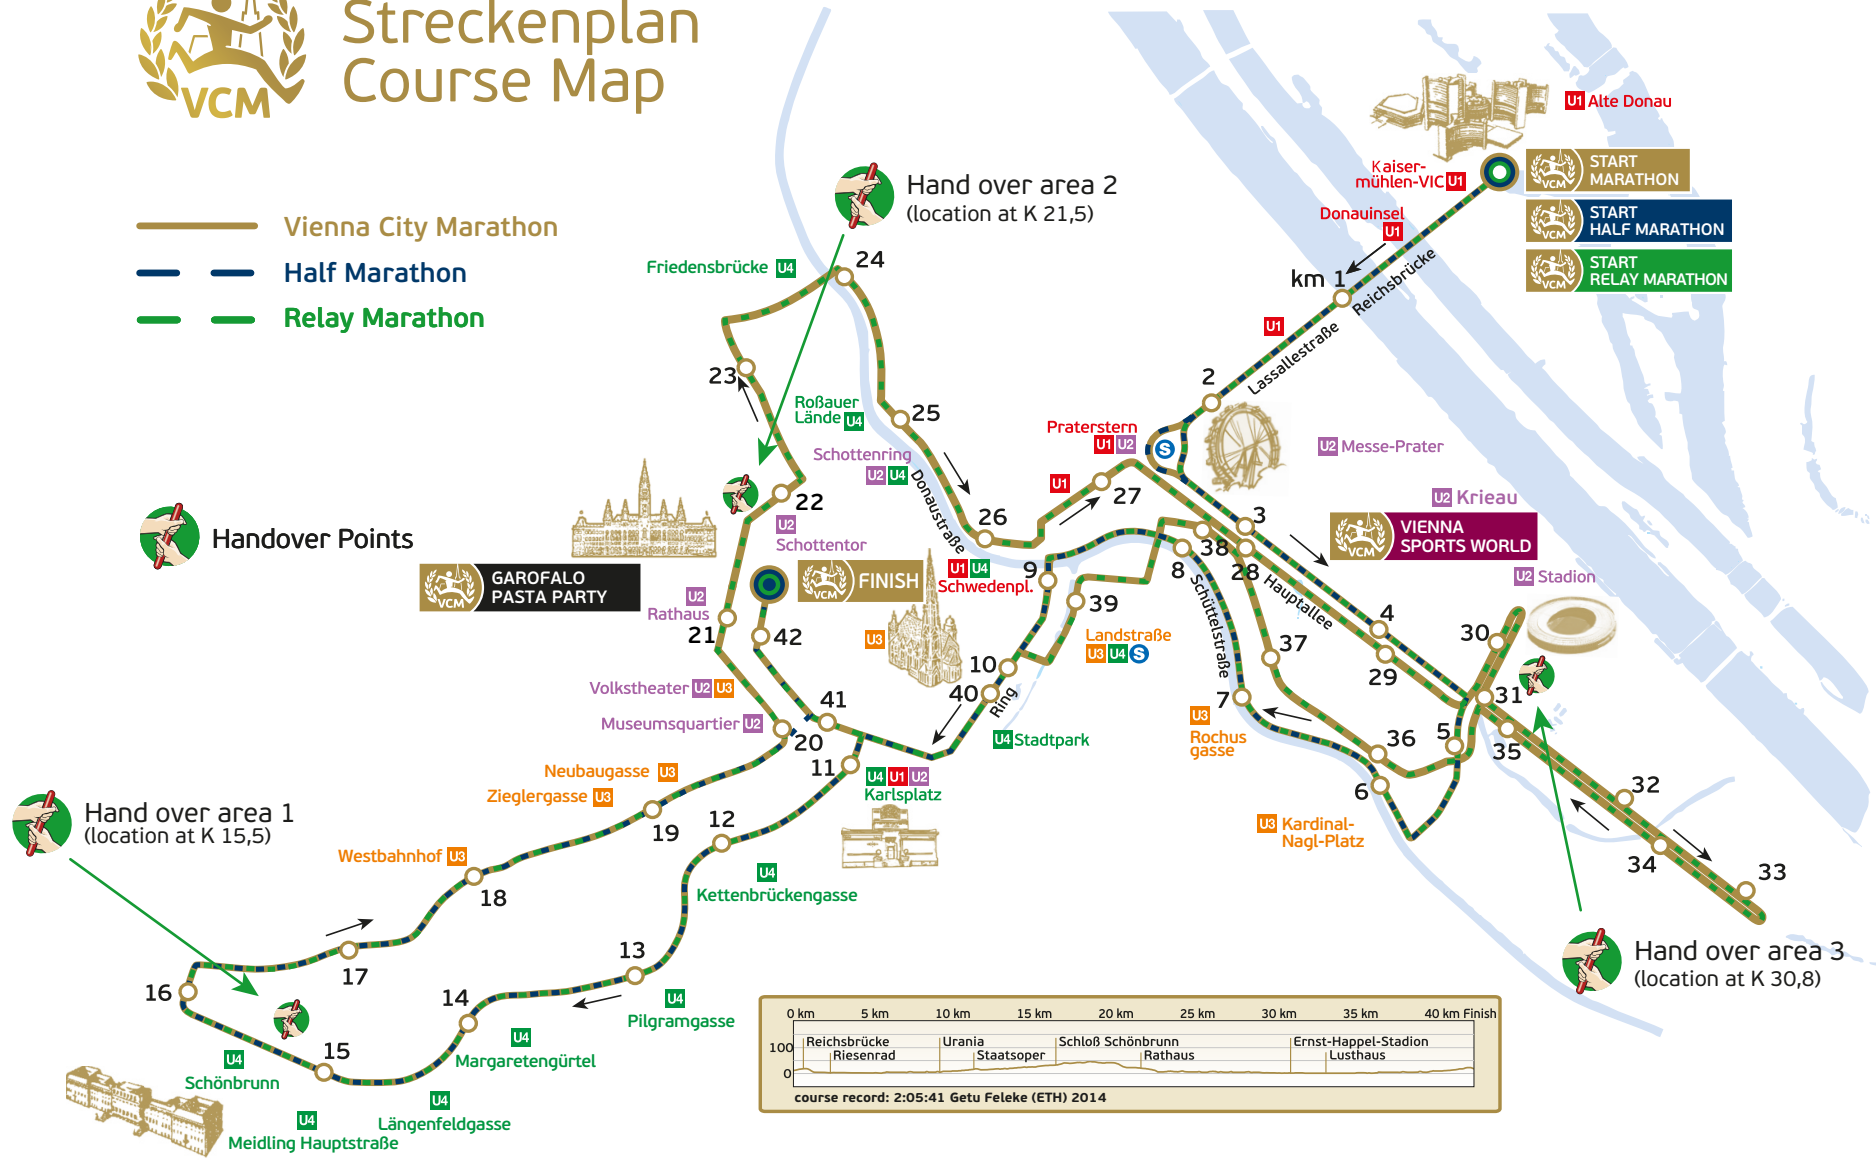 Streckenplan
Course Map
VCM
Vienna City Marathon
Half Marathon
Relay Marathon
Handover Points
Hand over area 2
(location at K 21,5)
U1 Alte Donau
Kaiser-
mühlen-VIC U1
Donauinsel
U1
VCM START
MARATHON
VCM START
HALF MARATHON
VCM START
RELAY MARATHON
km 1
Reichsbrücke
U1
Lassallestraße
2
Friedensbrücke U4
24
23
Roßauer
Lände U4
25
Schottenring
U2 U4
Donaustraße
22
U2
Schottentor
26
U1
27
Praterstern
U1 U2
S
U2 Messe-Prater
U2 Krieau
VCM VIENNA
SPORTS WORLD
U2 Stadion
3
38
28
8
Hauptallee
Schüttelstraße
4
29
37
30
31
5
35
36
7
6
32
34
33
U1 U4
Schwedenpl.
9
39
Landstraße
U3 U4 S
10
40
Ring
U4 Stadtpark
U3
Rochus
gasse
U3 Kardinal-
Nagl-Platz
VCM GAROFALO
PASTA PARTY
VCM FINISH
U2
Rathaus
21
42
U3
Volkstheater U2 U3
Museumsquartier U2
41
20
11
U4 U1 U2
Karlsplatz
Neubaugasse U3
Zieglergasse U3
19
12
Westbahnhof U3
18
U4
Kettenbrückengasse
13
17
16
14
U4
Pilgramgasse
U4
Margaretengürtel
15
U4
Schönbrunn
U4
Längenfeldgasse
U4
Meidling Hauptstraße
Hand over area 1
(location at K 15,5)
Hand over area 3
(location at K 30,8)
0 km 5 km 10 km 15 km 20 km 25 km 30 km 35 km 40 km Finish
100
0
Reichsbrücke Urania Schloß Schönbrunn Ernst-Happel-Stadion
Riesenrad Staatsoper Rathaus Lusthaus
course record: 2:05:41 Getu Feleke (ETH) 2014